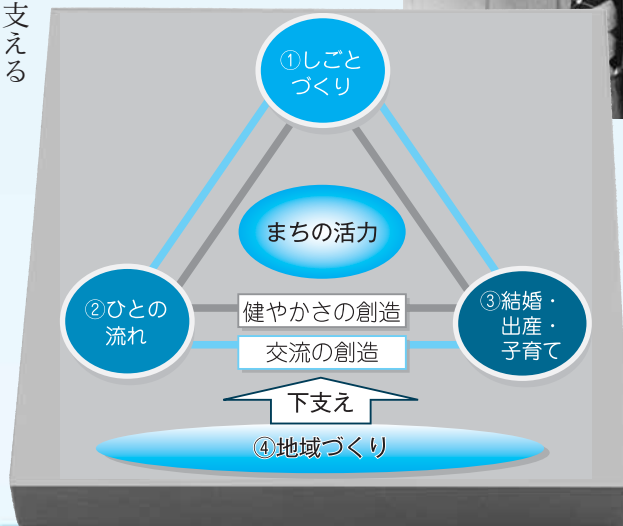 支える
①しごと
づくり
まちの活力
②ひとの
流れ
健やかさの創造
交流の創造
③結婚・
出産・
子育て
下支え
④地域づくり